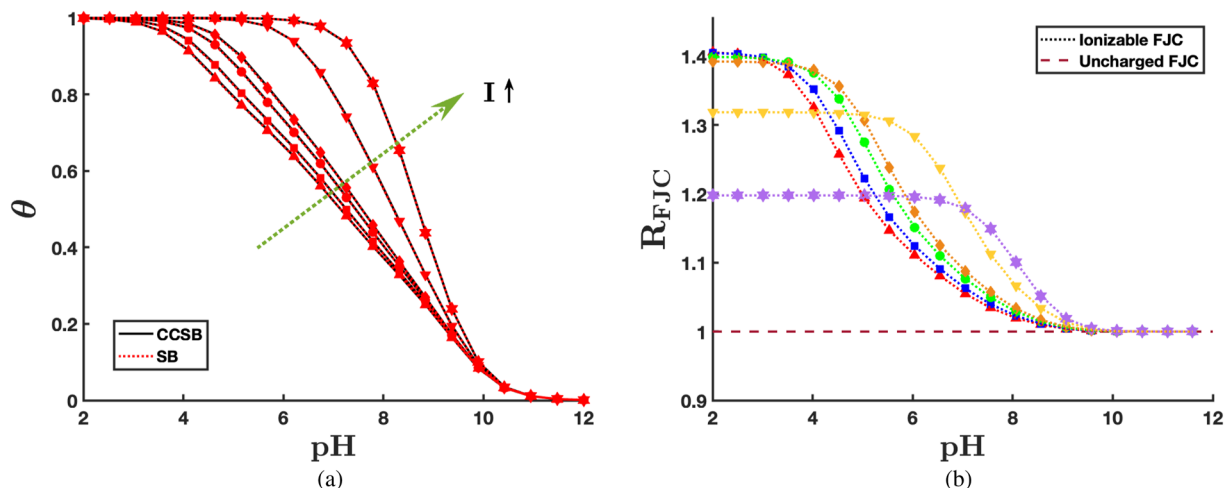 1
0.8
0.6
0.4
0.2
0
θ
I ↑
CCSB
SB
2 4 6 8 10 12
pH
(a)
1.4
1.3
1.2
1.1
1
0.9
R_FJC
Ionizable FJC
Uncharged FJC
2 4 6 8 10 12
pH
(b)